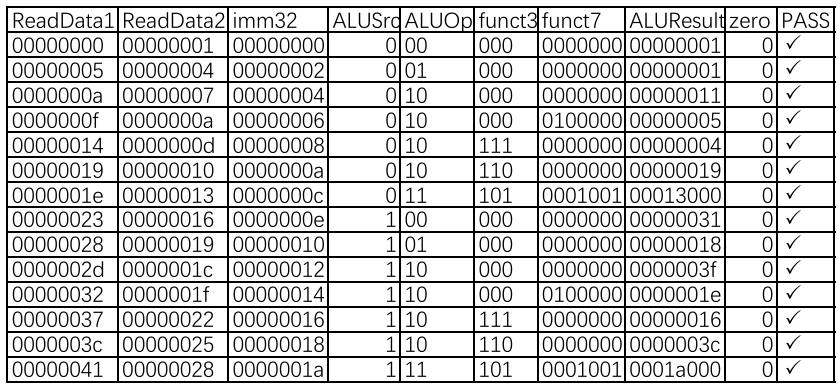 ReadData1 ReadData2 imm32 ALUSrc ALUOp funct3 funct7 ALUResult zero PASS
00000000 00000001 00000000 0 00 000 0000000 00000001 0 ✓
00000005 00000004 00000002 0 01 000 0000000 00000001 0 ✓
0000000a 00000007 00000004 0 10 000 0000000 00000011 0 ✓
0000000f 0000000a 00000006 0 10 000 0100000 00000005 0 ✓
00000014 0000000d 00000008 0 10 111 0000000 00000004 0 ✓
00000019 00000010 0000000a 0 10 110 0000000 00000019 0 ✓
0000001e 00000013 0000000c 0 11 101 0001001 00013000 0 ✓
00000023 00000016 0000000e 1 00 000 0000000 00000031 0 ✓
00000028 00000019 00000010 1 01 000 0000000 00000018 0 ✓
0000002d 0000001c 00000012 1 10 000 0000000 0000003f 0 ✓
00000032 0000001f 00000014 1 10 000 0100000 0000001e 0 ✓
00000037 00000022 00000016 1 10 111 0000000 00000016 0 ✓
0000003c 00000025 00000018 1 10 110 0000000 0000003c 0 ✓
00000041 00000028 0000001a 1 11 101 0001001 0001a000 0 ✓